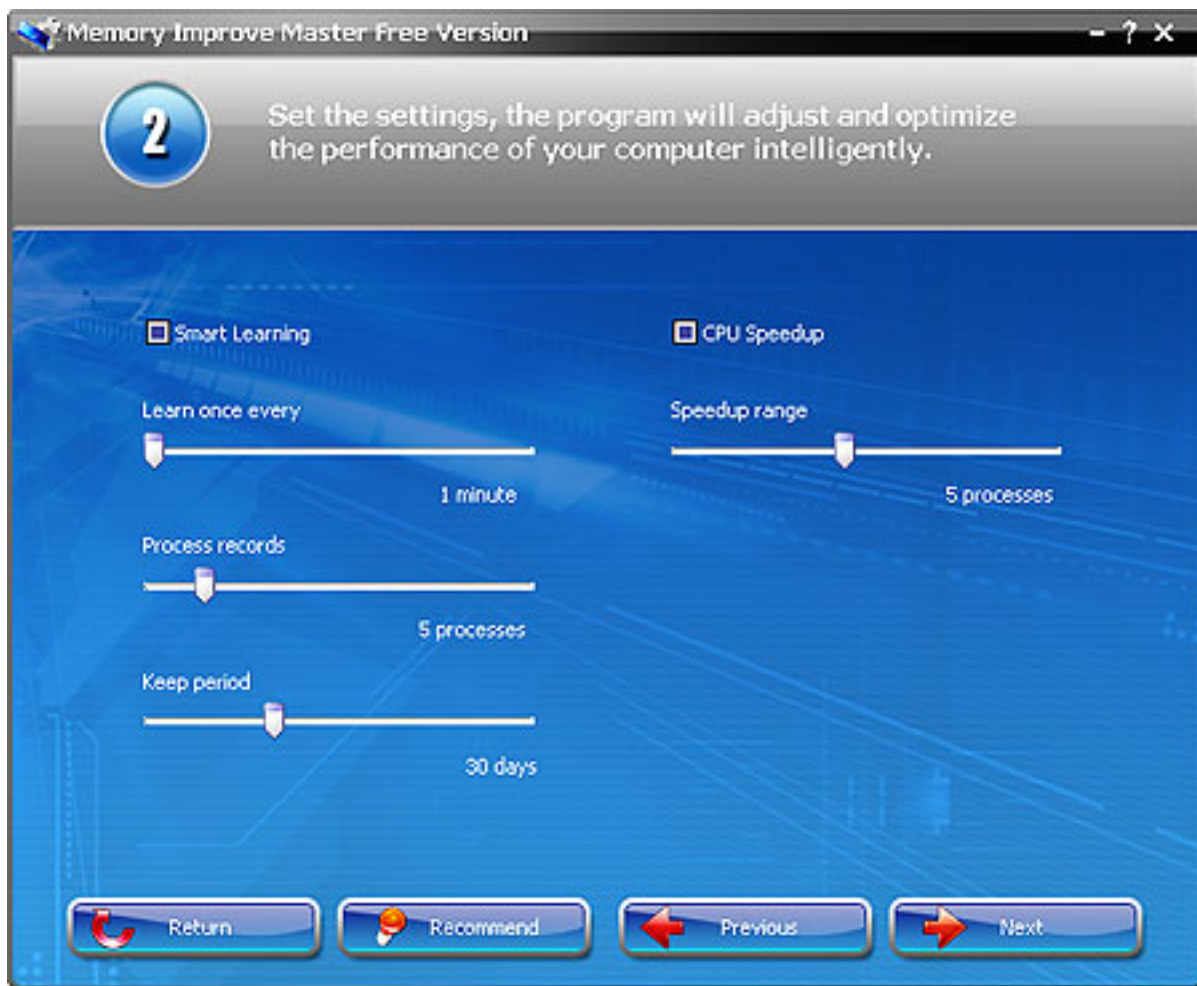 Memory Improve Master Free Version
2
Set the settings, the program will adjust and optimize
the performance of your computer intelligently.
Smart Learning
Learn once every
1 minute
Process records
5 processes
Keep period
30 days
CPU Speedup
Speedup range
5 processes
Return
Recommend
Previous
Next